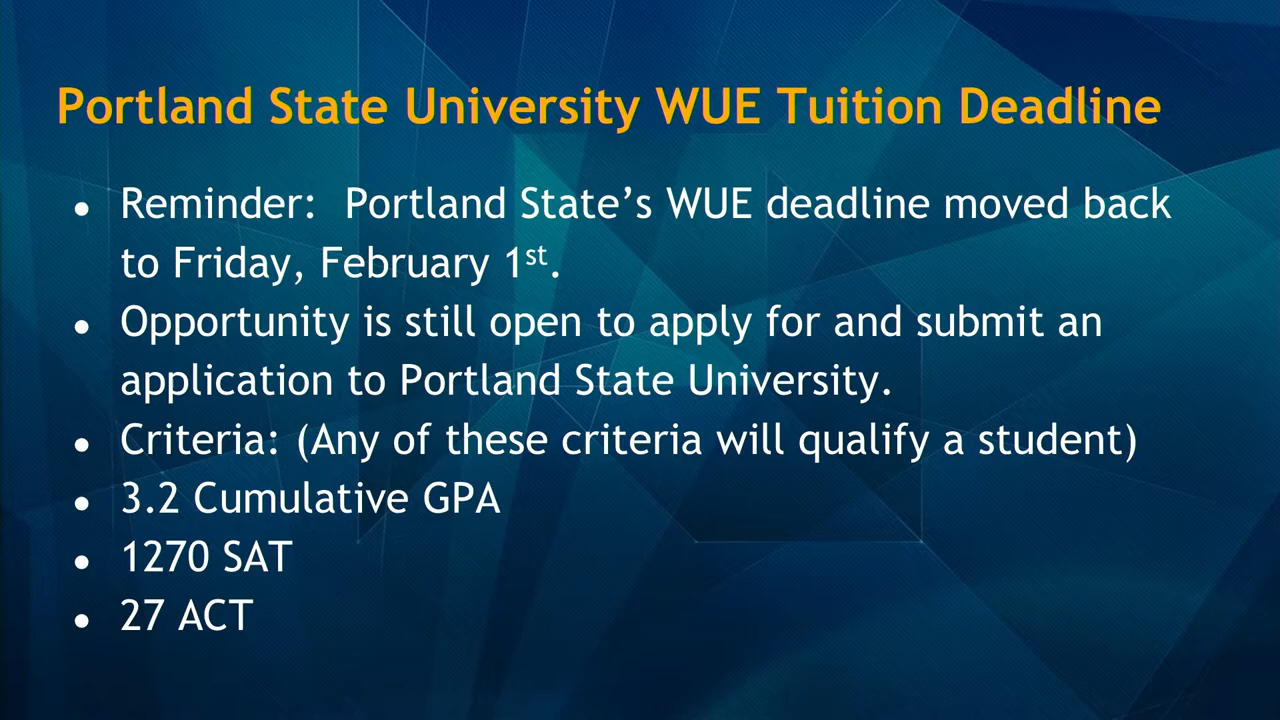 Portland State University WUE Tuition Deadline
• Reminder:  Portland State’s WUE deadline moved back
to Friday, February 1st.
• Opportunity is still open to apply for and submit an
application to Portland State University.
• Criteria: (Any of these criteria will qualify a student)
• 3.2 Cumulative GPA
• 1270 SAT
• 27 ACT